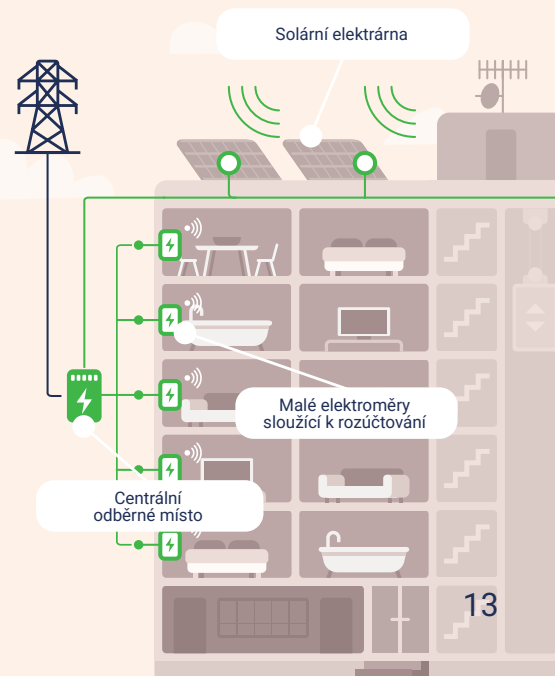 Solární elektrárna
Malé elektroměry
sloužící k rozúčtování
Centrální
odběrné místo
13